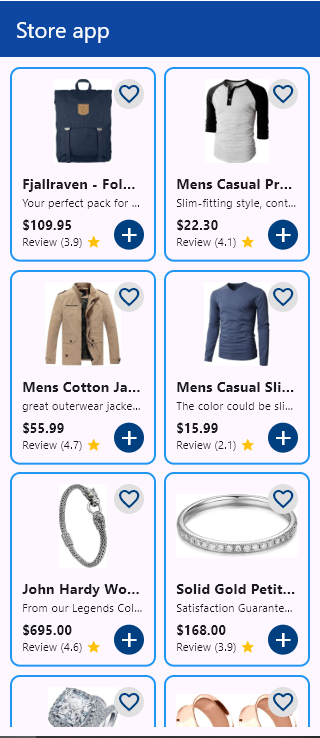 Store app
Fjallraven - Fol...
Your perfect pack for ...
$109.95
Review (3.9)
Mens Casual Pr...
Slim-fitting style, cont...
$22.30
Review (4.1)
Mens Cotton Ja...
great outerwear jacke...
$55.99
Review (4.7)
Mens Casual Sli...
The color could be sli...
$15.99
Review (2.1)
John Hardy Wo...
From our Legends Col...
$695.00
Review (4.6)
Solid Gold Petit...
Satisfaction Guarante...
$168.00
Review (3.9)